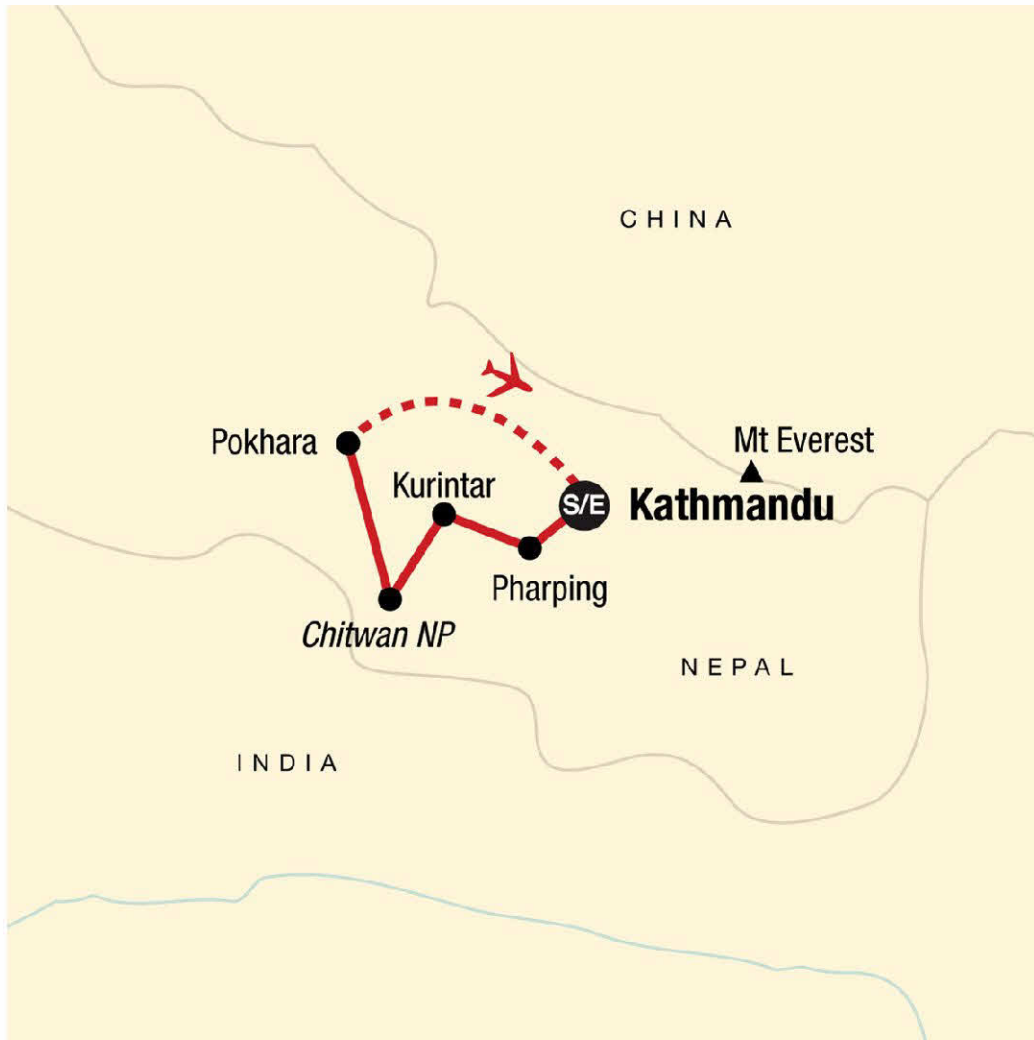 CHINA
Pokhara
Kurintar
Mt Everest
S/E
Kathmandu
Pharping
Chitwan NP
NEPAL
INDIA